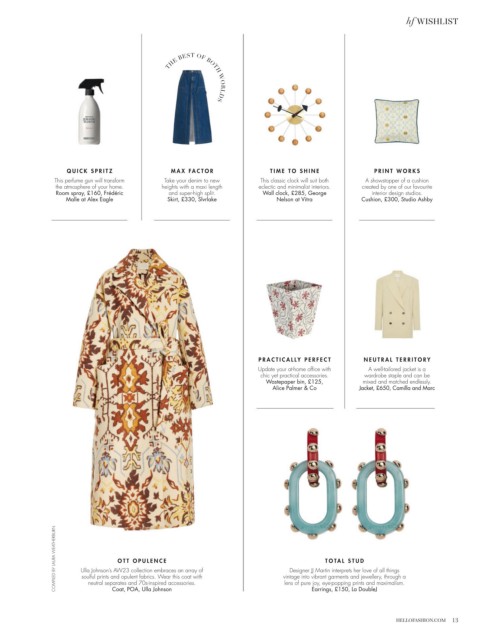 hf WISHLIST
THE BEST OF BOTH WORLDS
QUICK SPRITZ
This perfume gun will transform
the atmosphere of your home.
Room spray, £160, Frédéric
Malle at Alex Eagle
MAX FACTOR
Take your denim to new
heights with a maxi length
and super-high split.
Skirt, £330, Slvrlake
TIME TO SHINE
This classic clock will suit both
eclectic and minimalist interiors.
Wall clock, £285, George
Nelson at Vitra
PRINT WORKS
A showstopper of a cushion
created by one of our favourite
interior design studios.
Cushion, £300, Studio Ashby
PRACTICALLY PERFECT
Update your at-home office with
chic yet practical accessories.
Wastepaper bin, £125,
Alice Palmer & Co
NEUTRAL TERRITORY
A well-tailored jacket is a
wardrobe staple and can be
mixed and matched endlessly.
Jacket, £650, Camilla and Marc
OTT OPULENCE
Ulla Johnson's AW23 collection embraces an array of
soulful prints and opulent fabrics. Wear this coat with
neutral separates and 70s-inspired accessories.
Coat, POA, Ulla Johnson
TOTAL STUD
Designer JJ Martin interprets her love of all things
vintage into vibrant garments and jewellery, through a
lens of pure joy, eye-popping prints and maximalism.
Earrings, £150, La DoubleJ
HELLOFASHION.COM 13